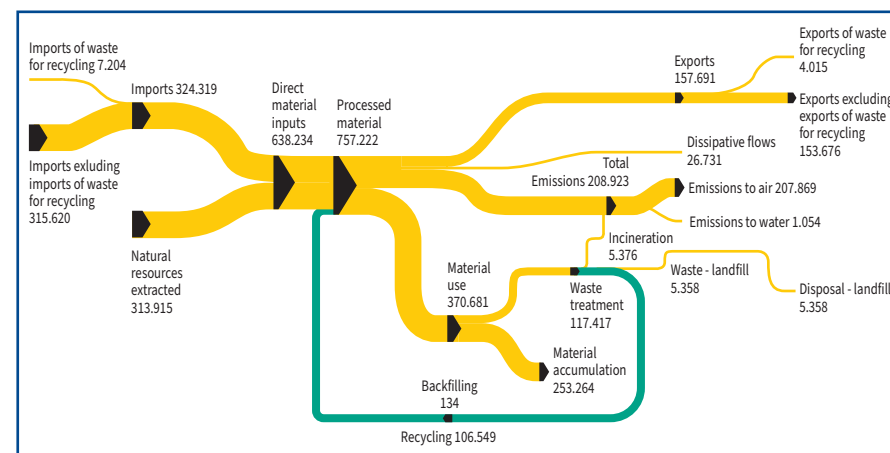 Imports of waste
for recycling 7.204
Imports 324.319
Imports exluding
imports of waste
for recycling
315.620
Natural
resources
extracted
313.915
Direct
material
inputs
638.234
Processed
material
757.222
Exports
157.691
Exports of waste
for recycling
4.015
Exports excluding
exports of waste
for recycling
153.676
Dissipative flows
26.731
Total
Emissions 208.923
Emissions to air 207.869
Emissions to water 1.054
Incineration
5.376
Material
use
370.681
Waste
treatment
117.417
Waste - landfill
5.358
Disposal - landfill
5.358
Material
accumulation
253.264
Backfilling
134
Recycling 106.549